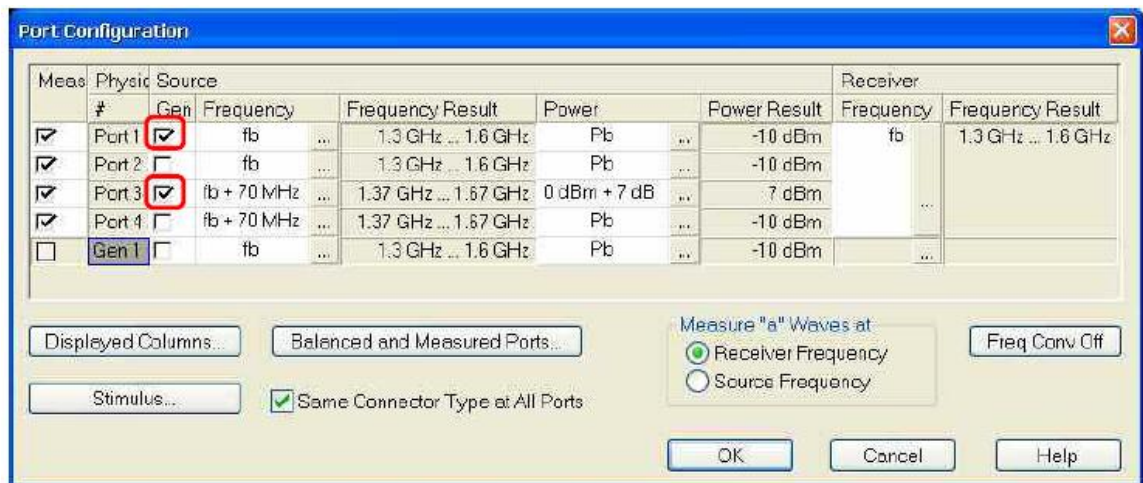 Port Configuration
Meas Physic Source Receiver
# Gen Frequency Frequency Result Power Power Result Frequency Frequency Result
Port 1 fb ... 1.3 GHz ... 1.6 GHz Pb ... -10 dBm fb 1.3 GHz ... 1.6 GHz
Port 2 fb ... 1.3 GHz ... 1.6 GHz Pb ... -10 dBm
Port 3 fb + 70 MHz ... 1.37 GHz ... 1.67 GHz 0 dBm + 7 dB ... 7 dBm ...
Port 4 fb + 70 MHz ... 1.37 GHz ... 1.67 GHz Pb ... -10 dBm
Gen 1 fb ... 1.3 GHz ... 1.6 GHz Pb ... -10 dBm ...
Displayed Columns... Balanced and Measured Ports... Measure "a" Waves at Freq Conv Off
Receiver Frequency
Stimulus... Same Connector Type at All Ports Source Frequency
OK Cancel Help